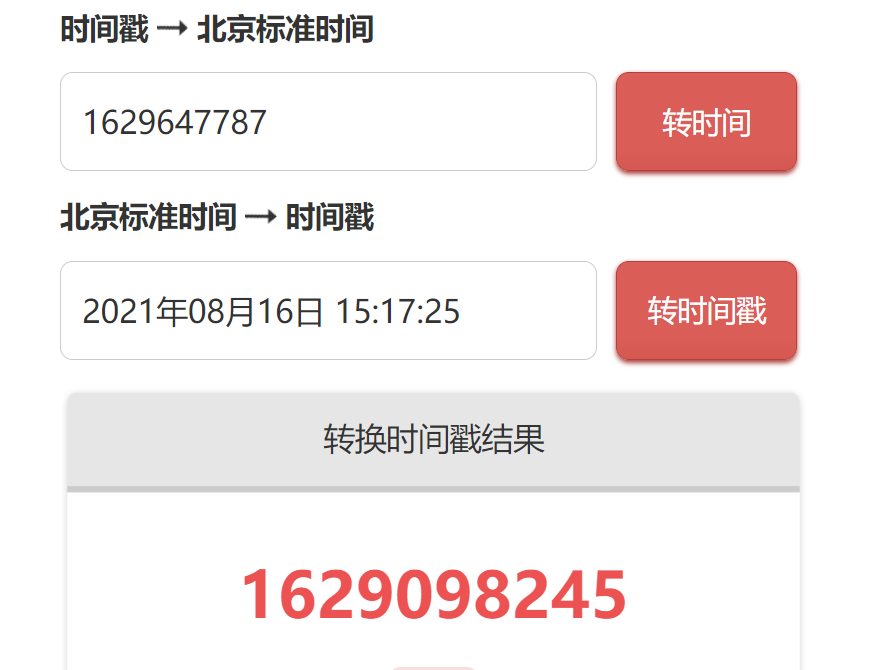 时间戳 → 北京标准时间
1629647787 转时间
北京标准时间 → 时间戳
2021年08月16日 15:17:25 转时间戳
转换时间戳结果
1629098245